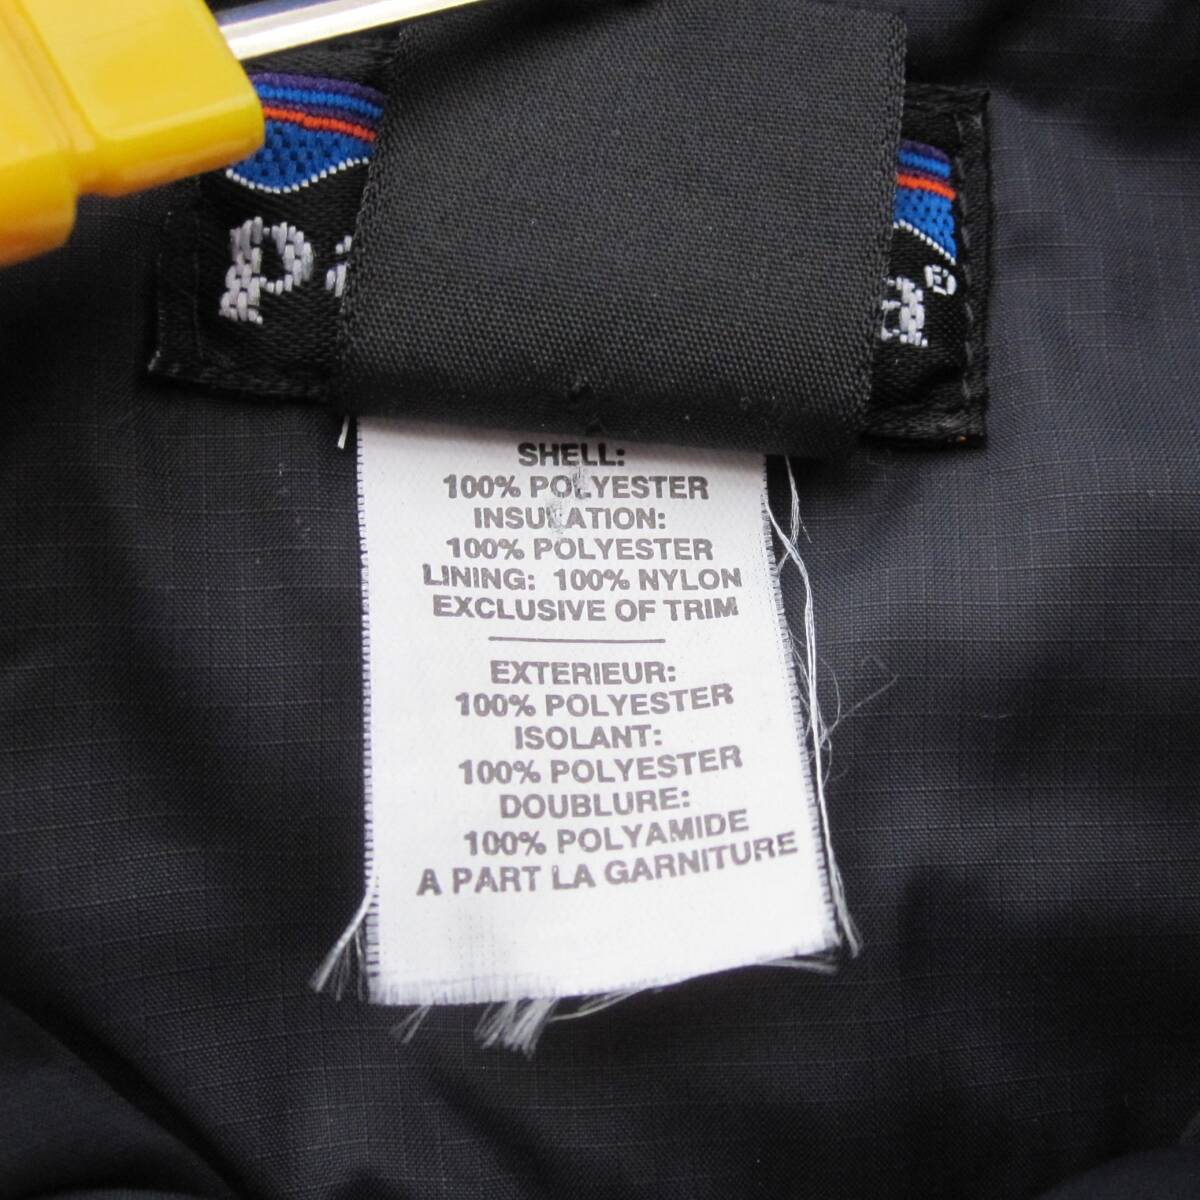 SHELL:
100% POLYESTER
INSULATION:
100% POLYESTER
LINING: 100% NYLON
EXCLUSIVE OF TRIM
EXTERIEUR:
100% POLYESTER
ISOLANT:
100% POLYESTER
DOUBLURE:
100% POLYAMIDE
A PART LA GARNITURE